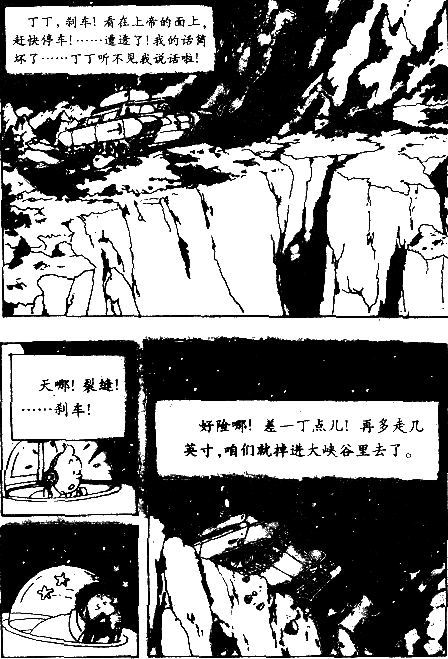 丁丁，刹车！看在上帝的面上，
赶快停车！……遭透了！我的话筒
坏了……丁丁听不见我说话啦！
天哪！裂缝！
……刹车！
好险哪！差一丁点儿！再多走几
英寸，咱们就掉进大峡谷里去了。